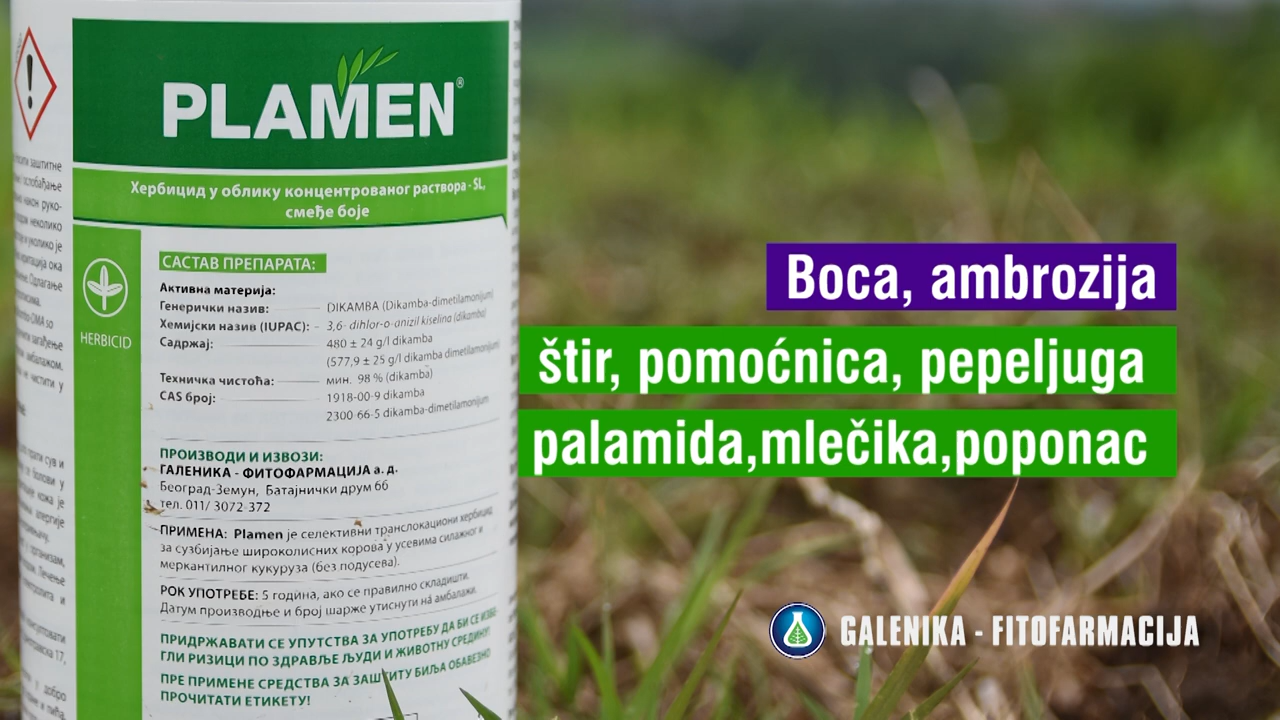 PLAMEN®
Хербицид у облику концентрованог раствора - SL,
смеђе боје
HERBICID
САСТАВ ПРЕПАРАТА:
Активна материја:
Генерички назив: DIKAMBA (Dikamba-dimetilamonijum)
Хемијски назив (IUPAC): - 3,6- dihlor-o-anizil kiselina (dikamba)
Садржај: 480 ± 24 g/l dikamba
(577,9 ± 25 g/l dikamba dimetilamonijum)
Техничка чистоћа: мин. 98 % (dikamba)
CAS број: 1918-00-9 dikamba
2300 66-5 dikamba-dimetilamonijum
ПРОИЗВОДИ И ИЗВОЗИ:
ГАЛЕНИКА - ФИТОФАРМАЦИЈА а. д.
Београд-Земун, Батајнички друм бб
тел. 011/ 3072-372
ПРИМЕНА: Plamen је селективни транслокациони хербицид
за сузбијање широколисних корова у усевима силажног и
меркантилног кукуруза (без подусева).
РОК УПОТРЕБЕ: 5 година, ако се правилно складишти.
Датум производње и број шарже утиснути на амбалажи.
ПРИДРЖАВАТИ СЕ УПУТСТВА ЗА УПОТРЕБУ ДА БИ СЕ ИЗБЕ
ГЛИ РИЗИЦИ ПО ЗДРАВЉЕ ЉУДИ И ЖИВОТНУ СРЕДИНУ!
ПРЕ ПРИМЕНЕ СРЕДСТВА ЗА ЗАШТИТУ БИЉА ОБАВЕЗНО
ПРОЧИТАТИ ЕТИКЕТУ!
Boca, ambrozija
štir, pomoćnica, pepeljuga
palamida,mlečika,poponac
GALENIKA - FITOFARMACIJA